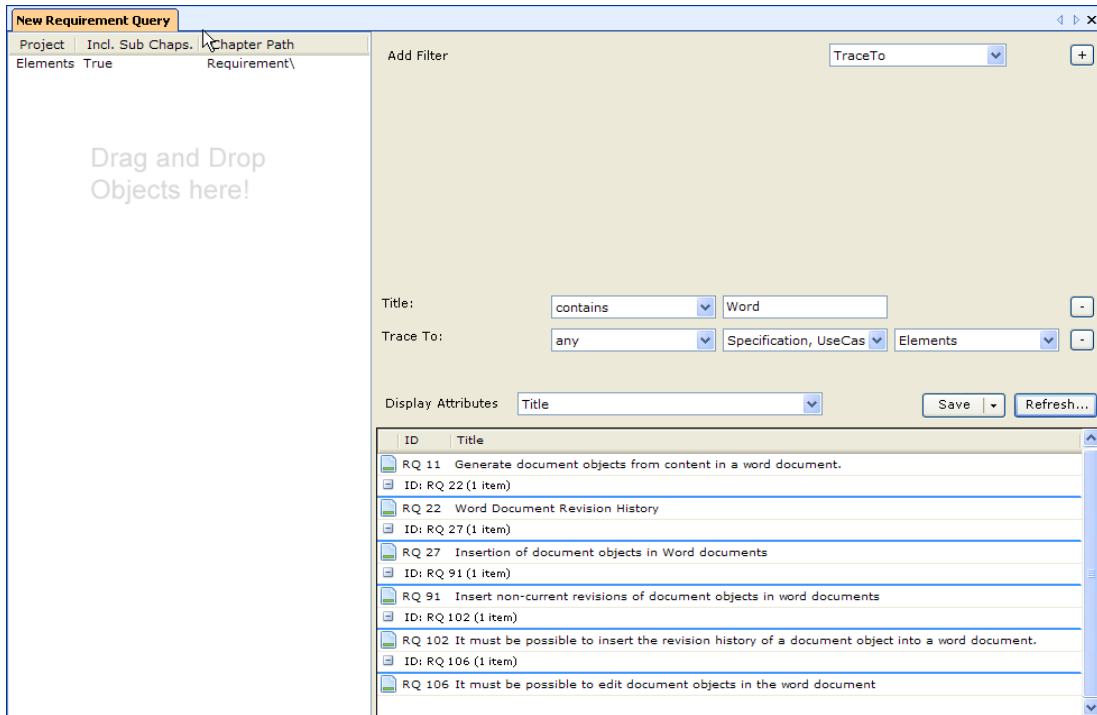 New Requirement Query
Project Incl. Sub Chaps. Chapter Path
Elements True Requirement\
Drag and Drop
Objects here!
Add Filter TraceTo +
Title: contains Word -
Trace To: any Specification, UseCas Elements -
Display Attributes Title Save Refresh...
ID Title
RQ 11 Generate document objects from content in a word document.
ID: RQ 22 (1 item)
RQ 22 Word Document Revision History
ID: RQ 27 (1 item)
RQ 27 Insertion of document objects in Word documents
ID: RQ 91 (1 item)
RQ 91 Insert non-current revisions of document objects in word documents
ID: RQ 102 (1 item)
RQ 102 It must be possible to insert the revision history of a document object into a word document.
ID: RQ 106 (1 item)
RQ 106 It must be possible to edit document objects in the word document